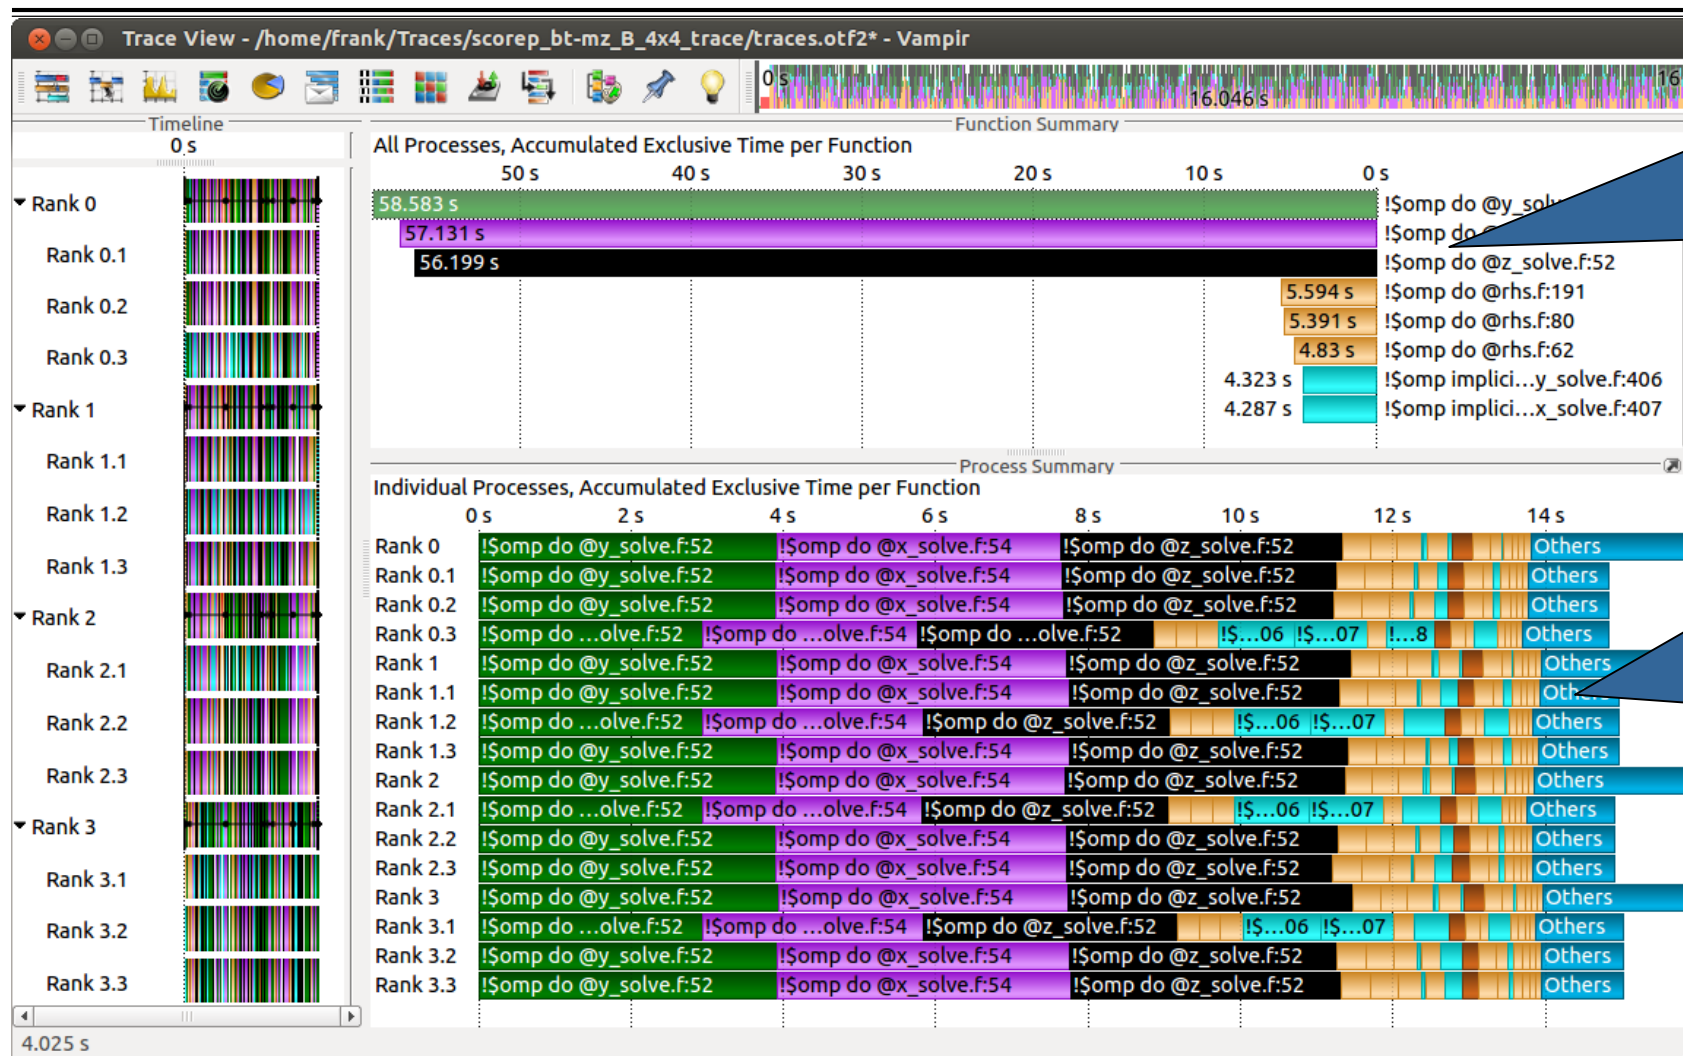 Trace View - /home/frank/Traces/scorep_bt-mz_B_4x4_trace/traces.otf2* - Vampir
0 s 16.046 s 16
Timeline
0 s
Rank 0
Rank 0.1
Rank 0.2
Rank 0.3
Rank 1
Rank 1.1
Rank 1.2
Rank 1.3
Rank 2
Rank 2.1
Rank 2.2
Rank 2.3
Rank 3
Rank 3.1
Rank 3.2
Rank 3.3
Function Summary
All Processes, Accumulated Exclusive Time per Function
50 s 40 s 30 s 20 s 10 s 0 s
58.583 s !$omp do
57.131 s !$omp do
56.199 s !$omp do @z_solve.f:52
5.594 s !$omp do @rhs.f:191
5.391 s !$omp do @rhs.f:80
4.83 s !$omp do @rhs.f:62
4.323 s !$omp implici...y_solve.f:406
4.287 s !$omp implici...x_solve.f:407
Process Summary
Individual Processes, Accumulated Exclusive Time per Function
0 s 2 s 4 s 6 s 8 s 10 s 12 s 14 s
Rank 0 !$omp do @y_solve.f:52 !$omp do @x_solve.f:54 !$omp do @z_solve.f:52 Others
Rank 0.1 !$omp do @y_solve.f:52 !$omp do @x_solve.f:54 !$omp do @z_solve.f:52 Others
Rank 0.2 !$omp do @y_solve.f:52 !$omp do @x_solve.f:54 !$omp do @z_solve.f:52 Others
Rank 0.3 !$omp do ...olve.f:52 !$omp do ...olve.f:54 !$omp do ...olve.f:52 !$...06 !$...07 !...8 Others
Rank 1 !$omp do @y_solve.f:52 !$omp do @x_solve.f:54 !$omp do @z_solve.f:52 Others
Rank 1.1 !$omp do @y_solve.f:52 !$omp do @x_solve.f:54 !$omp do @z_solve.f:52 Others
Rank 1.2 !$omp do ...olve.f:52 !$omp do ...olve.f:54 !$omp do @z_solve.f:52 !$...06 !$...07 Others
Rank 1.3 !$omp do @y_solve.f:52 !$omp do @x_solve.f:54 !$omp do @z_solve.f:52 Others
Rank 2 !$omp do @y_solve.f:52 !$omp do @x_solve.f:54 !$omp do @z_solve.f:52 Others
Rank 2.1 !$omp do ...olve.f:52 !$omp do ...olve.f:54 !$omp do @z_solve.f:52 !$...06 !$...07 Others
Rank 2.2 !$omp do @y_solve.f:52 !$omp do @x_solve.f:54 !$omp do @z_solve.f:52 Others
Rank 2.3 !$omp do @y_solve.f:52 !$omp do @x_solve.f:54 !$omp do @z_solve.f:52 Others
Rank 3 !$omp do @y_solve.f:52 !$omp do @x_solve.f:54 !$omp do @z_solve.f:52 Others
Rank 3.1 !$omp do ...olve.f:52 !$omp do ...olve.f:54 !$omp do @z_solve.f:52 !$...06 !$...07 Others
Rank 3.2 !$omp do @y_solve.f:52 !$omp do @x_solve.f:54 !$omp do @z_solve.f:52 Others
Rank 3.3 !$omp do @y_solve.f:52 !$omp do @x_solve.f:54 !$omp do @z_solve.f:52 Others
4.025 s